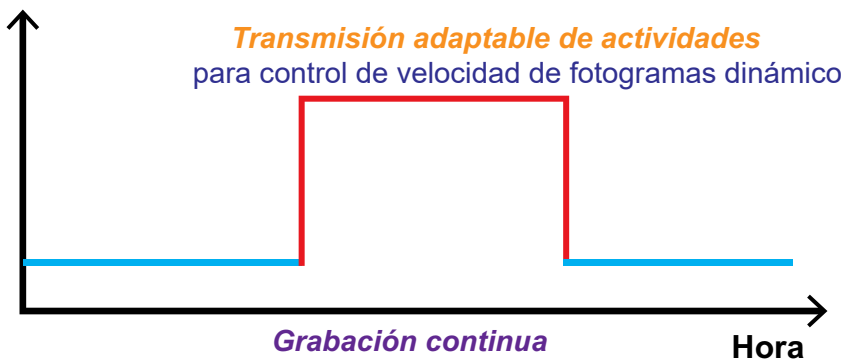 Transmisión adaptable de actividades
para control de velocidad de fotogramas dinámico
Grabación continua
Hora